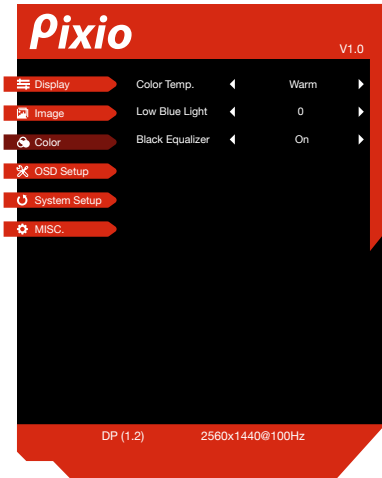 Pixio
V1.0
Display
Color Temp. Warm
Image
Low Blue Light 0
Color
Black Equalizer On
OSD Setup
System Setup
MISC.
DP (1.2) 2560x1440@100Hz